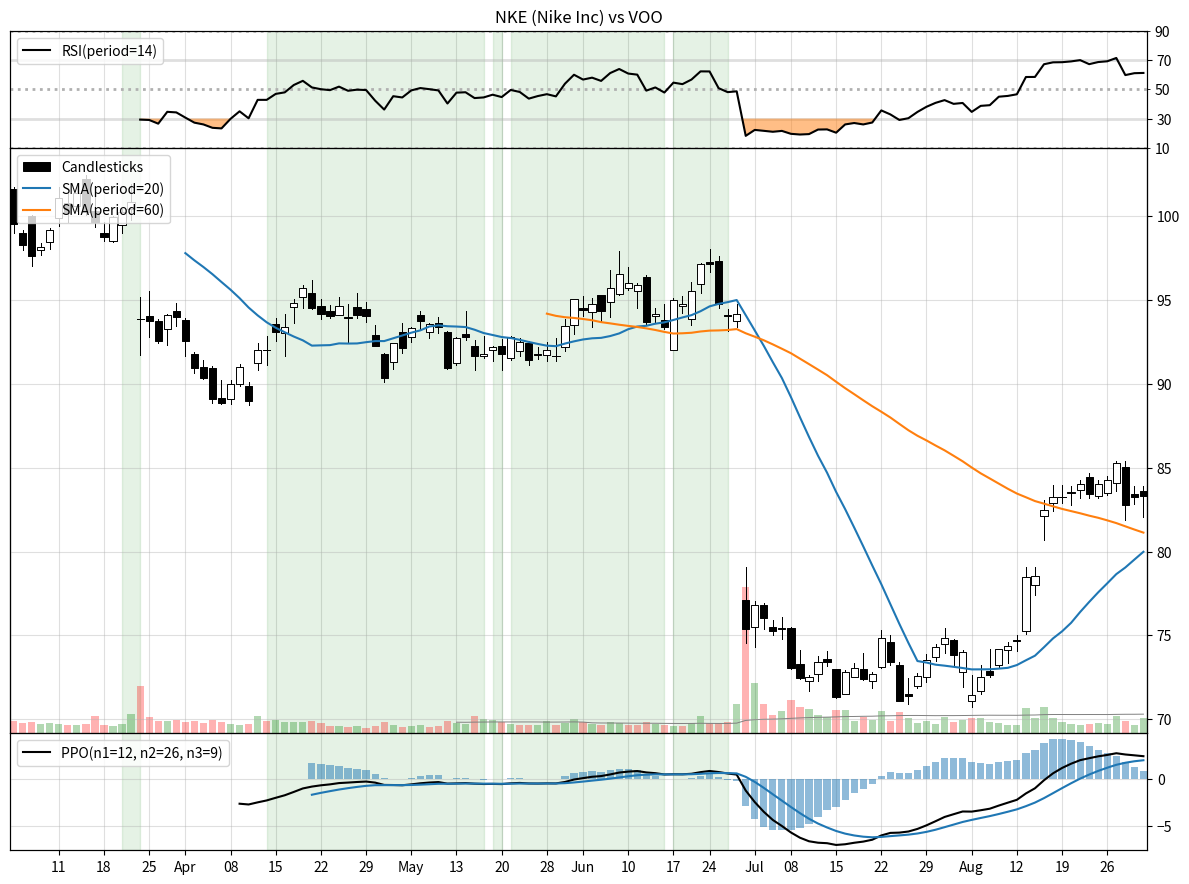 NKE (Nike Inc) vs VOO
RSI(period=14)
90
70
50
30
10
Candlesticks
SMA(period=20)
SMA(period=60)
100
95
90
85
80
75
70
PPO(n1=12, n2=26, n3=9)
0
−5
11 18 25 Apr 08 15 22 29 May 13 20 28 Jun 10 17 24 Jul 08 15 22 29 Aug 12 19 26